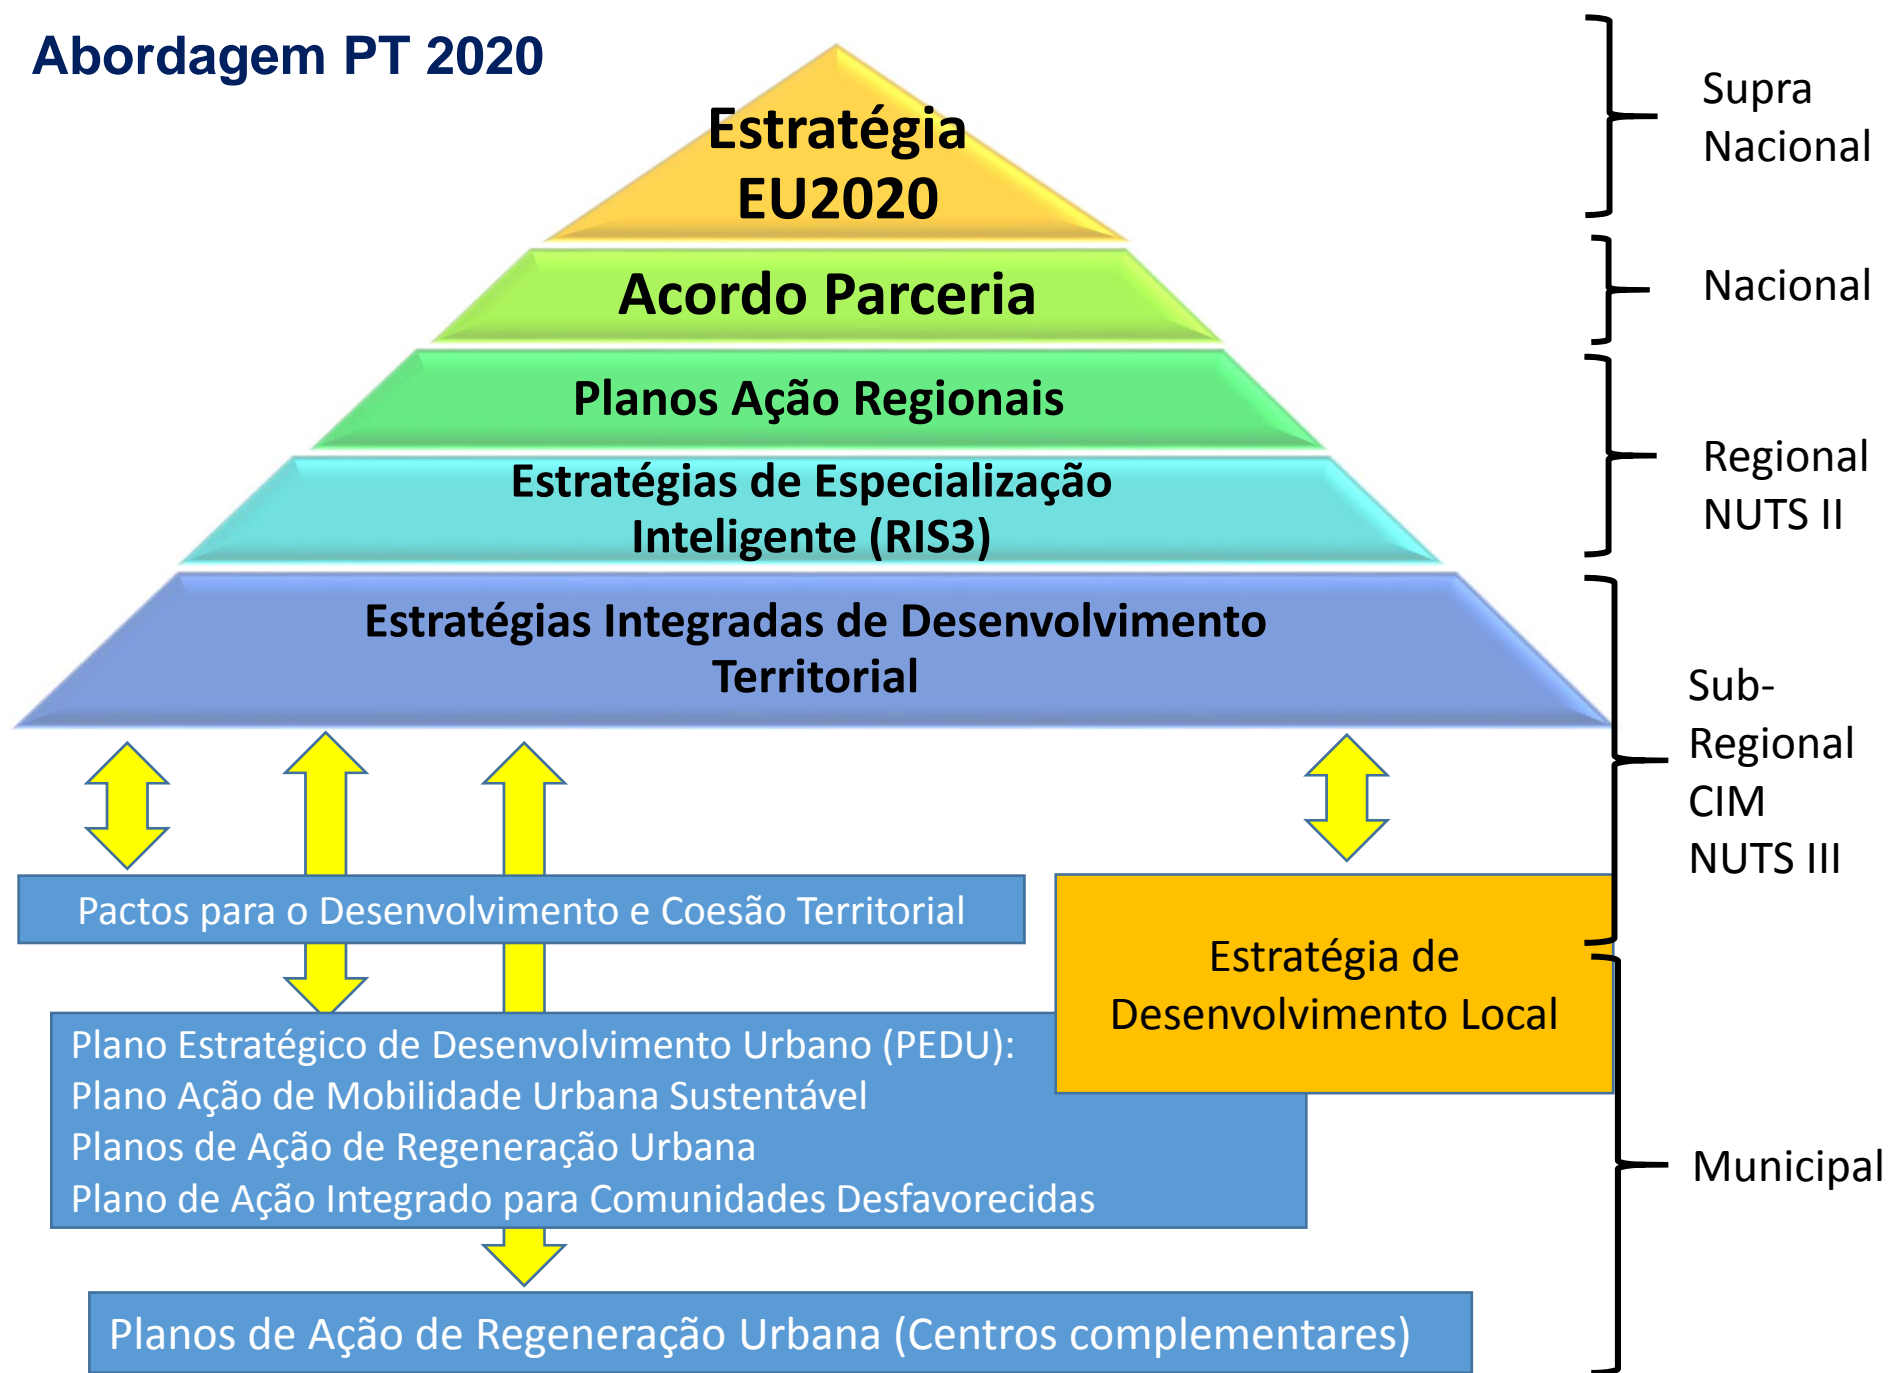 Abordagem PT 2020
Estratégia
EU2020
Supra
Nacional
Acordo Parceria
Nacional
Planos Ação Regionais
Estratégias de Especialização
Inteligente (RIS3)
Regional
NUTS II
Estratégias Integradas de Desenvolvimento
Territorial
Sub-
Regional
CIM
NUTS III
Pactos para o Desenvolvimento e Coesão Territorial
Estratégia de
Desenvolvimento Local
Plano Estratégico de Desenvolvimento Urbano (PEDU):
Plano Ação de Mobilidade Urbana Sustentável
Planos de Ação de Regeneração Urbana
Plano de Ação Integrado para Comunidades Desfavorecidas
Municipal
Planos de Ação de Regeneração Urbana (Centros complementares)